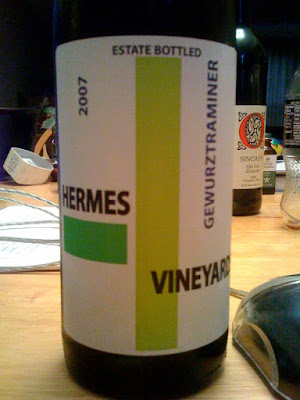 ESTATE BOTTLED
2007
GEWURZTRAMINER
HERMES
VINEYARD